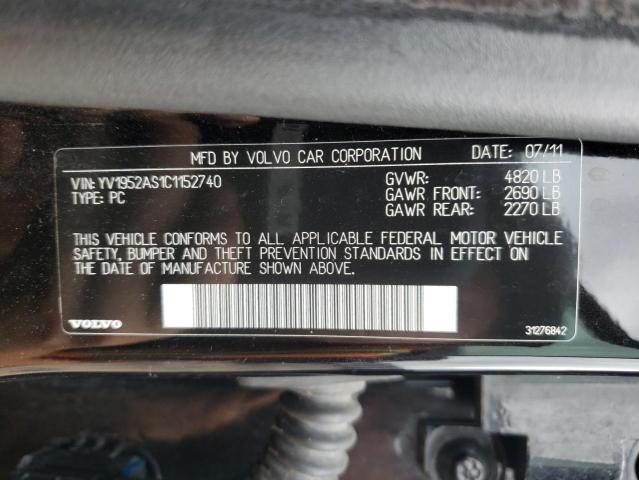 MFD BY VOLVO CAR CORPORATION DATE: 07/11
VIN: YV1952AS1C1152740 GVWR: 4820 LB
TYPE: PC GAWR FRONT: 2690 LB
GAWR REAR: 2270 LB
THIS VEHICLE CONFORMS TO ALL APPLICABLE FEDERAL MOTOR VEHICLE
SAFETY, BUMPER AND THEFT PREVENTION STANDARDS IN EFFECT ON
THE DATE OF MANUFACTURE SHOWN ABOVE.
VOLVO 31276842